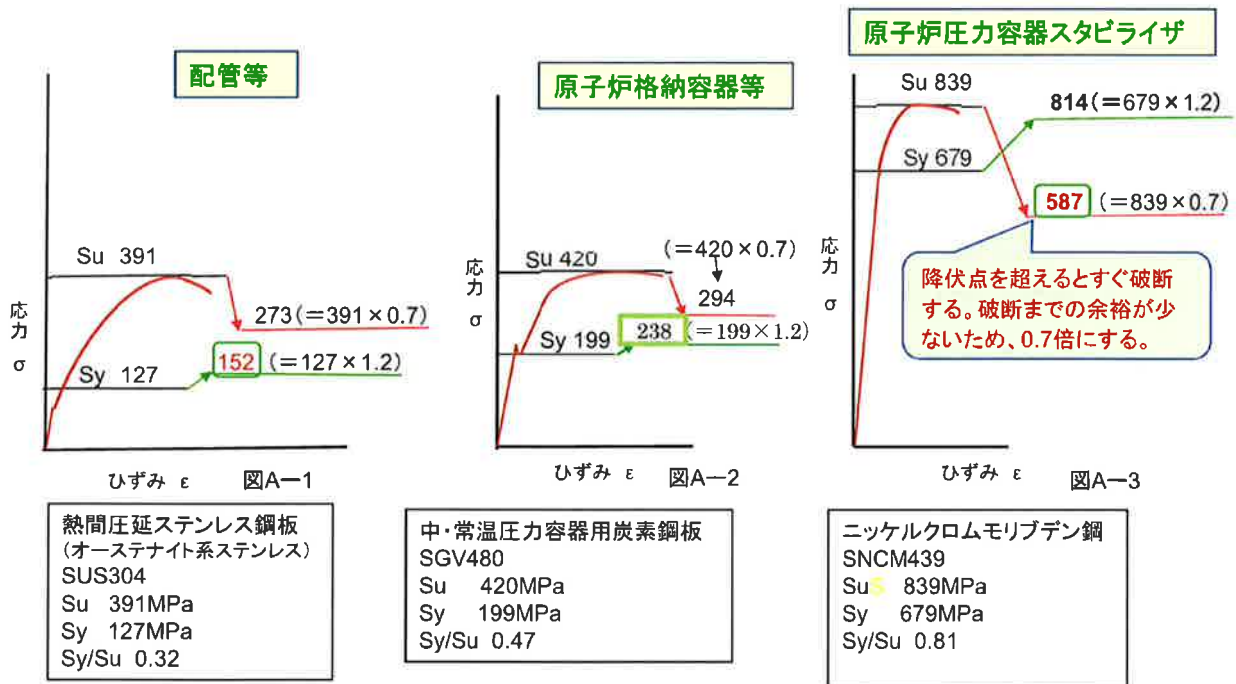 配管等
Su 391
273(=391×0.7)
152 (=127×1.2)
Sy 127
応力
σ
ひずみ ε 図A-1
熱間圧延ステンレス鋼板
(オーステナイト系ステンレス)
SUS304
Su 391MPa
Sy 127MPa
Sy/Su 0.32
原子炉格納容器等
(=420×0.7)
Su 420
294
238 (=199×1.2)
Sy 199
応力
σ
ひずみ ε 図A-2
中・常温圧力容器用炭素鋼板
SGV480
Su 420MPa
Sy 199MPa
Sy/Su 0.47
原子炉圧力容器スタビライザ
Su 839
814(=679×1.2)
Sy 679
587 (=839×0.7)
降伏点を超えるとすぐ破断
する。破断までの余裕が少
ないため、0.7倍にする。
応力
σ
ひずみ ε 図A-3
ニッケルクロムモリブデン鋼
SNCM439
SuS 839MPa
Sy 679MPa
Sy/Su 0.81